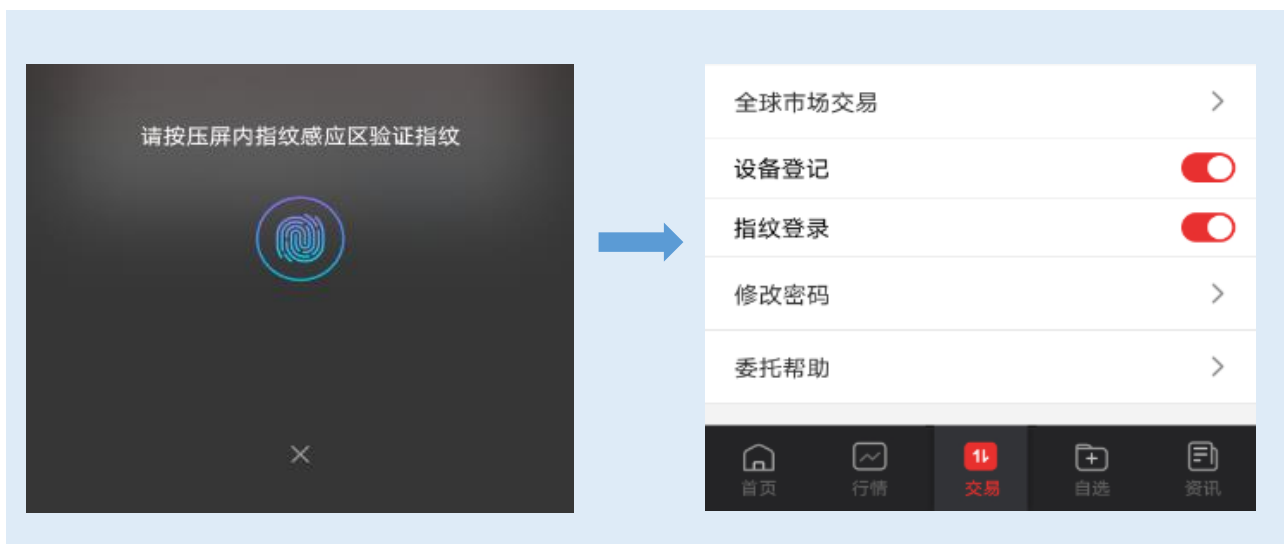 请按压屏内指纹感应区验证指纹
全球市场交易
设备登记
指纹登录
修改密码
委托帮助
首页 行情 交易 自选 资讯